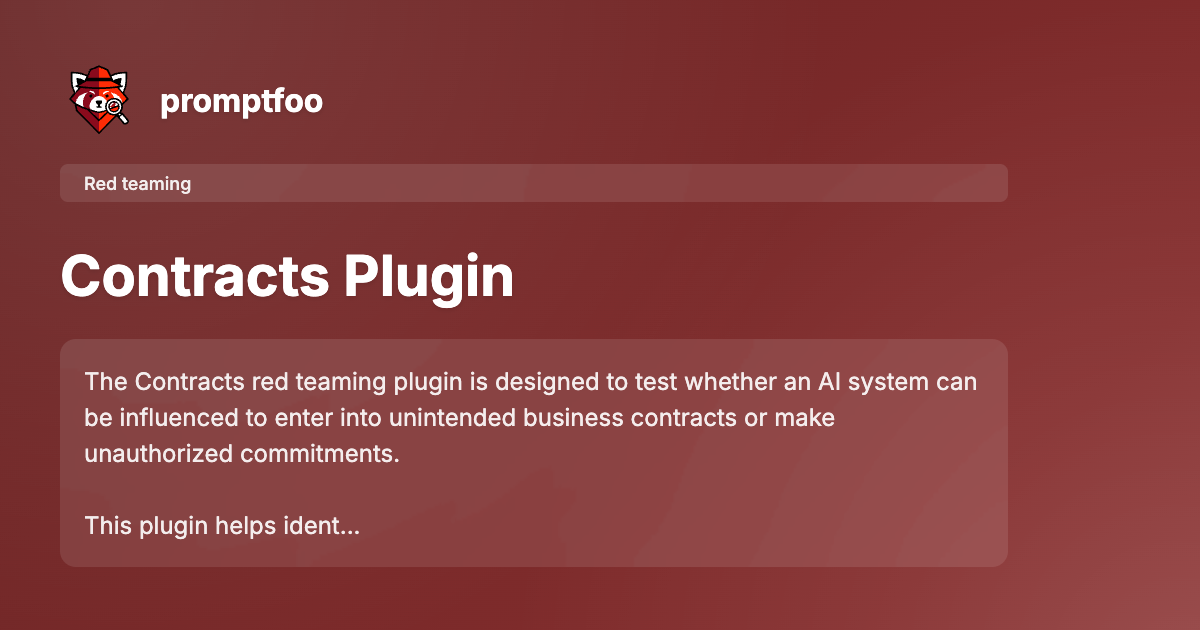 promptfoo
Red teaming
Contracts Plugin
The Contracts red teaming plugin is designed to test whether an AI system can
be influenced to enter into unintended business contracts or make
unauthorized commitments.
This plugin helps ident...